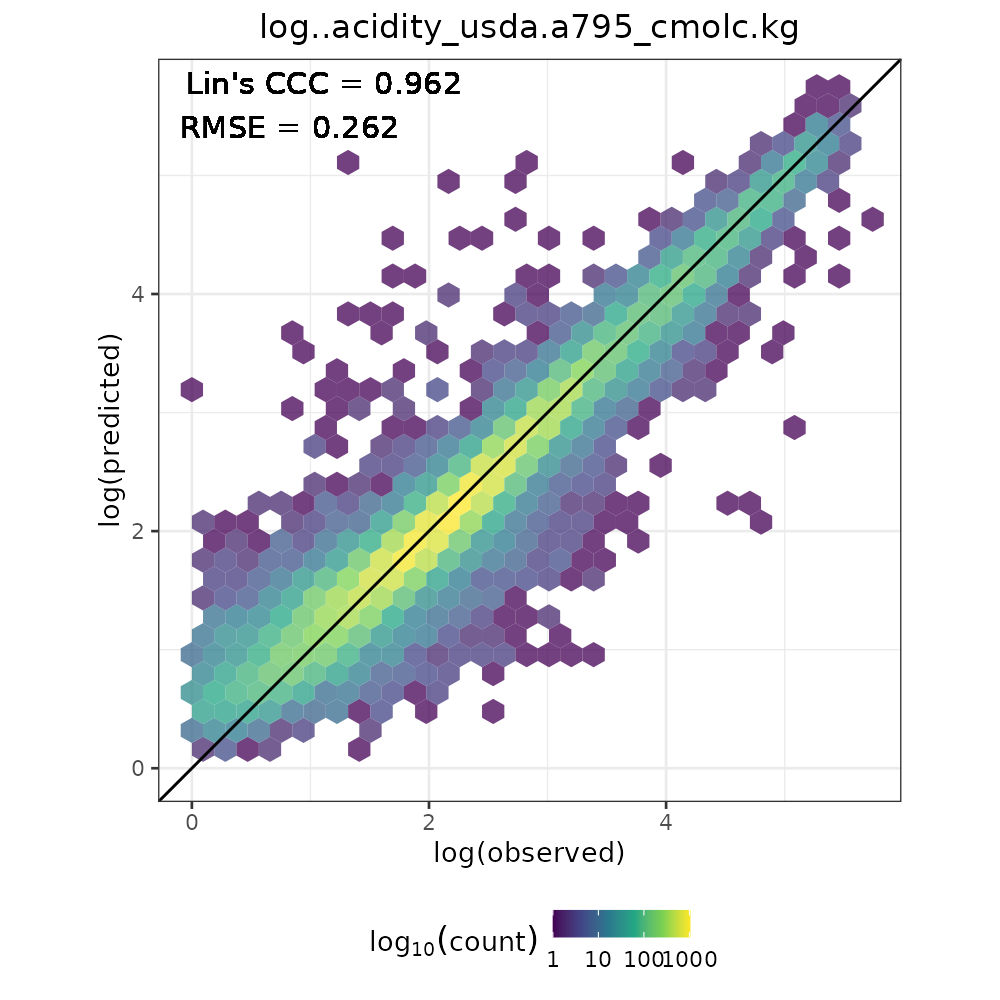 log..acidity_usda.a795_cmolc.kg
Lin's CCC = 0.962
RMSE = 0.262
log(predicted)
4
2
0
0 2 4
log(observed)
log10(count)
1 10 100 1000